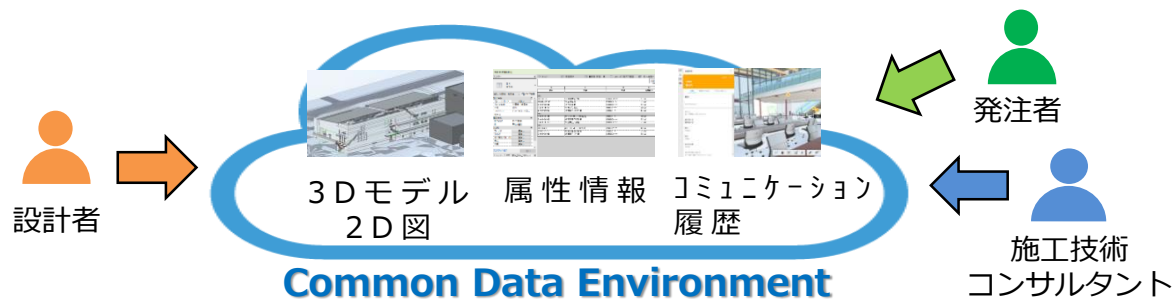 発注者
設計者
3Dモデル
2D図
属性情報
コミュニケーション
履歴
施工技術
コンサルタント
Common Data Environment